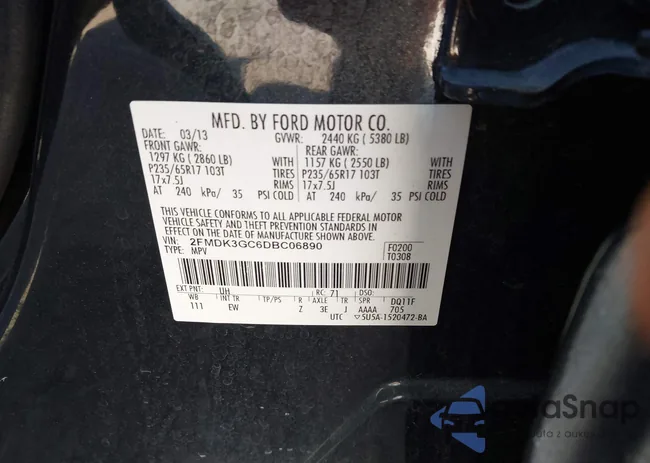 MFD. BY FORD MOTOR CO.
DATE: 03/13 GVWR: 2440 KG ( 5380 LB)
FRONT GAWR: REAR GAWR:
1297 KG ( 2860 LB) WITH 1157 KG ( 2550 LB) WITH
P235/65R17 103T TIRES P235/65R17 103T TIRES
17x7.5J RIMS 17x7.5J RIMS
AT 240 kPa/ 35 PSI COLD AT 240 kPa/ 35 PSI COLD
THIS VEHICLE CONFORMS TO ALL APPLICABLE FEDERAL MOTOR
VEHICLE SAFETY AND THEFT PREVENTION STANDARDS IN
EFFECT ON THE DATE OF MANUFACTURE SHOWN ABOVE.
VIN: 2FMDK3GC6DBC06890 F0200
TYPE: MPV T0308
EXT PNT: UH RC: 71 DSO:
WB INT TR TP/PS R AXLE TR SPR DQ11F
111 EW Z 3E J AAAA 705
UTC ▽5U5A-1520472-BA
Snap
z aukc